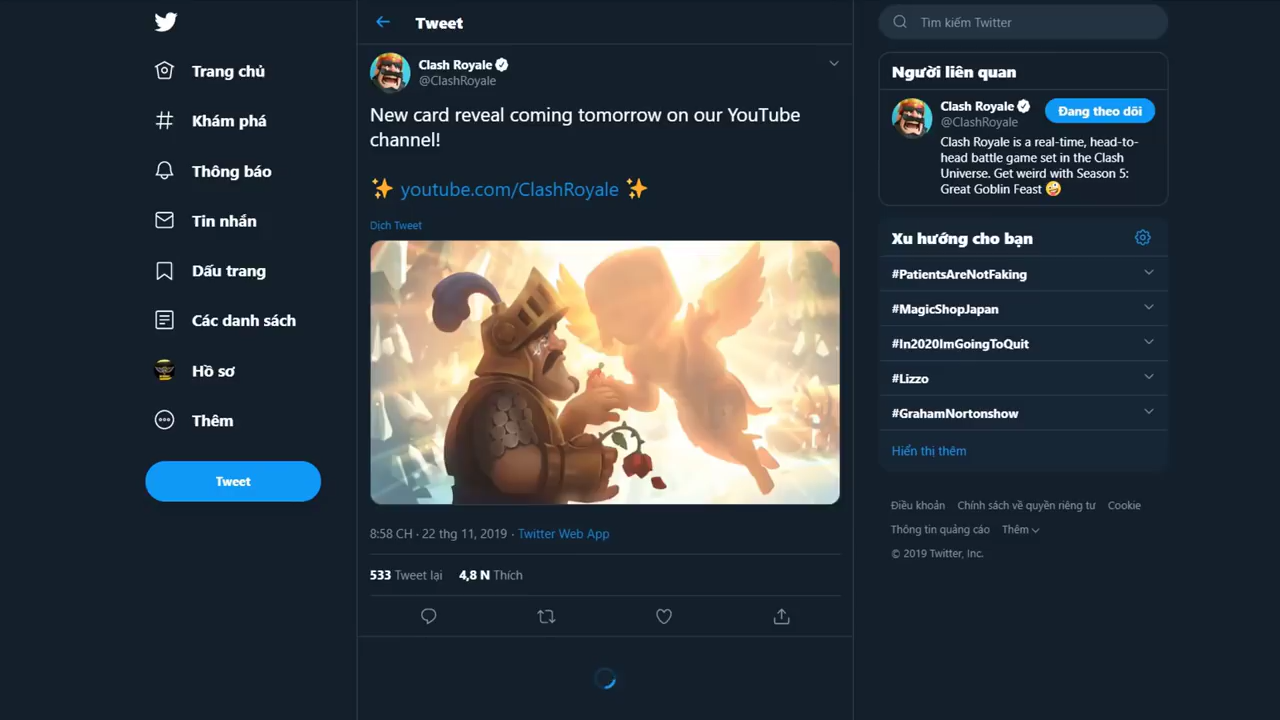 Trang chủ
Khám phá
Thông báo
Tin nhắn
Dấu trang
Các danh sách
Hồ sơ
Thêm
Tweet
Tweet
Clash Royale
@ClashRoyale
New card reveal coming tomorrow on our YouTube
channel!
✨ youtube.com/ClashRoyale ✨
Dịch Tweet
8:58 CH · 22 thg 11, 2019 · Twitter Web App
533 Tweet lại 4,8 N Thích
Tìm kiếm Twitter
Người liên quan
Clash Royale
@ClashRoyale
Đang theo dõi
Clash Royale is a real-time, head-to-
head battle game set in the Clash
Universe. Get weird with Season 5:
Great Goblin Feast 🤪
Xu hướng cho bạn
#PatientsAreNotFaking
#MagicShopJapan
#In2020ImGoingToQuit
#Lizzo
#GrahamNortonshow
Hiển thị thêm
Điều khoản Chính sách về quyền riêng tư Cookie
Thông tin quảng cáo Thêm
© 2019 Twitter, Inc.